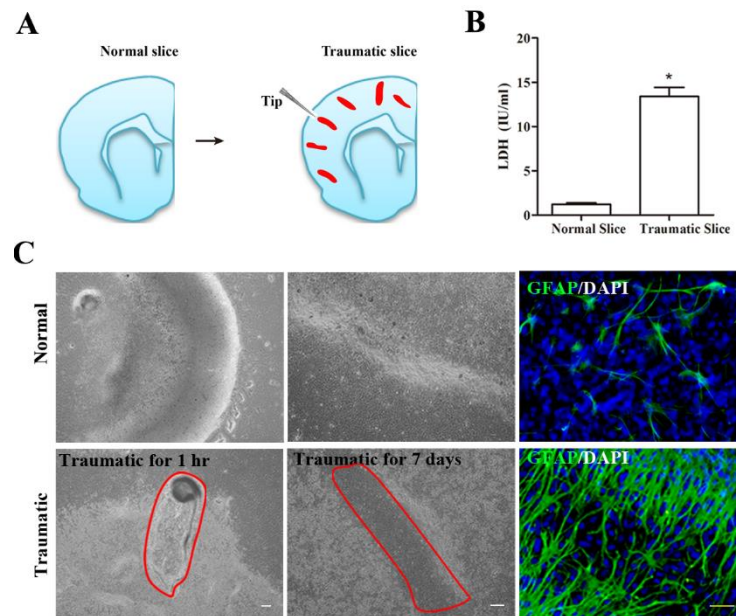 A
Normal slice
Traumatic slice
Tip
B
LDH (IU/ml)
20
15
10
5
0
*
Normal Slice
Traumatic Slice
C
Normal
GFAP/DAPI
Traumatic
Traumatic for 1 hr
Traumatic for 7 days
GFAP/DAPI